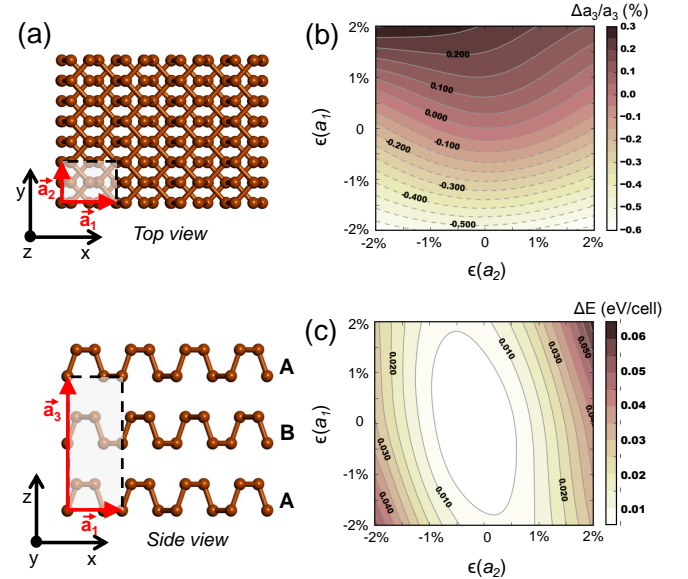 (a)
y
z
x
a₂
a₁
Top view
(b)
Δa₃/a₃ (%)
2%
1%
0
-1%
-2%
ϵ(a₁)
0.200
0.100
0.000
-0.100
-0.200
-0.300
-0.400
-0.500
-2%
-1%
0
1%
2%
ϵ(a₂)
0.3
0.2
0.1
0.0
−0.1
−0.2
−0.3
−0.4
−0.5
−0.6
A
B
A
a₃
a₁
z
y
x
Side view
(c)
ΔE (eV/cell)
2%
1%
0
-1%
-2%
ϵ(a₁)
0.020
0.010
0.030
0.050
0.040
0.030
0.010
0.020
0.040
-2%
-1%
0
1%
2%
ϵ(a₂)
0.06
0.05
0.04
0.03
0.02
0.01